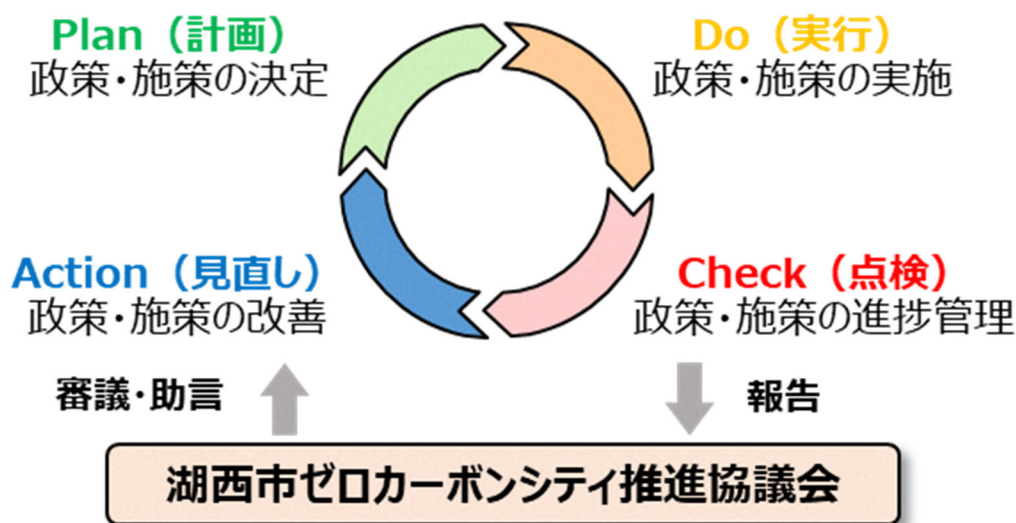 Plan（計画）
政策・施策の決定
Do（実行）
政策・施策の実施
Action（見直し）
政策・施策の改善
Check（点検）
政策・施策の進捗管理
審議・助言
報告
湖西市ゼロカーボンシティ推進協議会